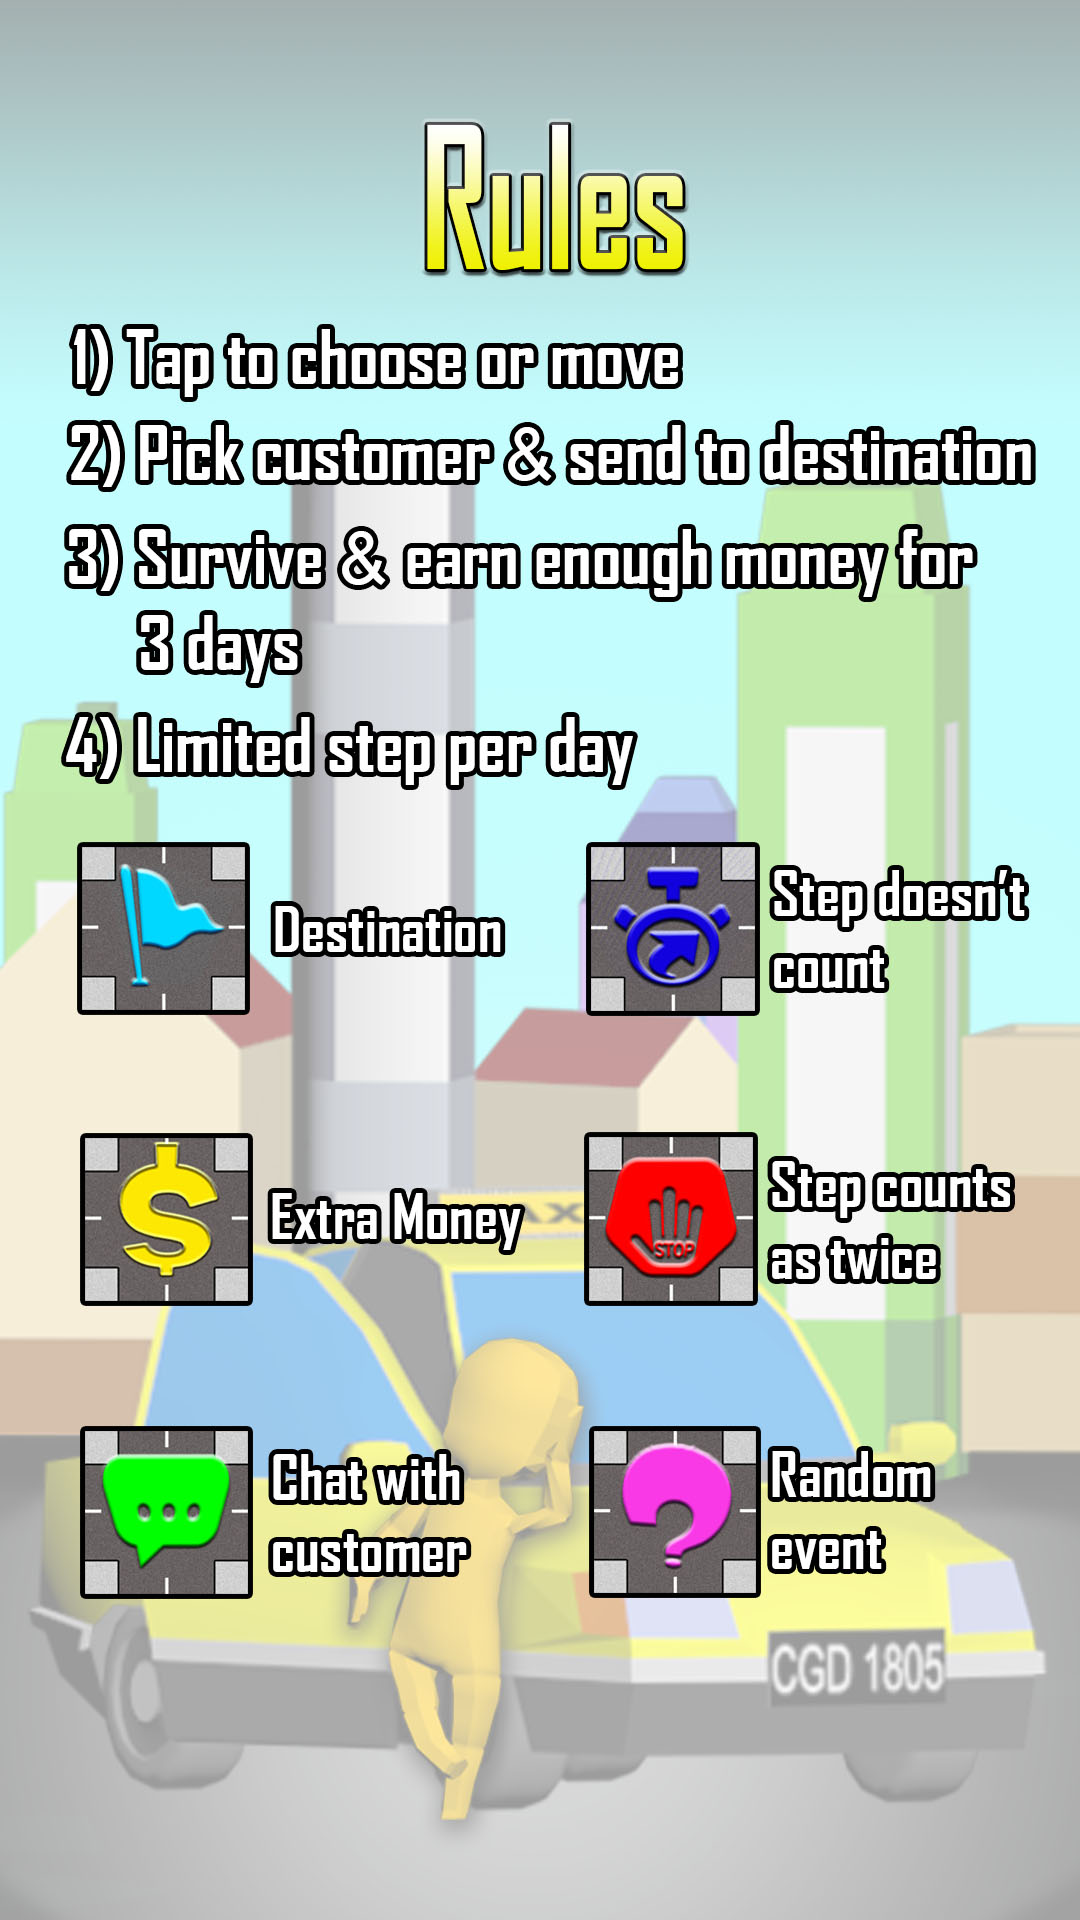 Rules
1) Tap to choose or move
2) Pick customer & send to destination
3) Survive & earn enough money for
3 days
4) Limited step per day
Destination
Step doesn't
count
Extra Money
Step counts
as twice
STOP
Chat with
customer
Random
event
CGD 1805